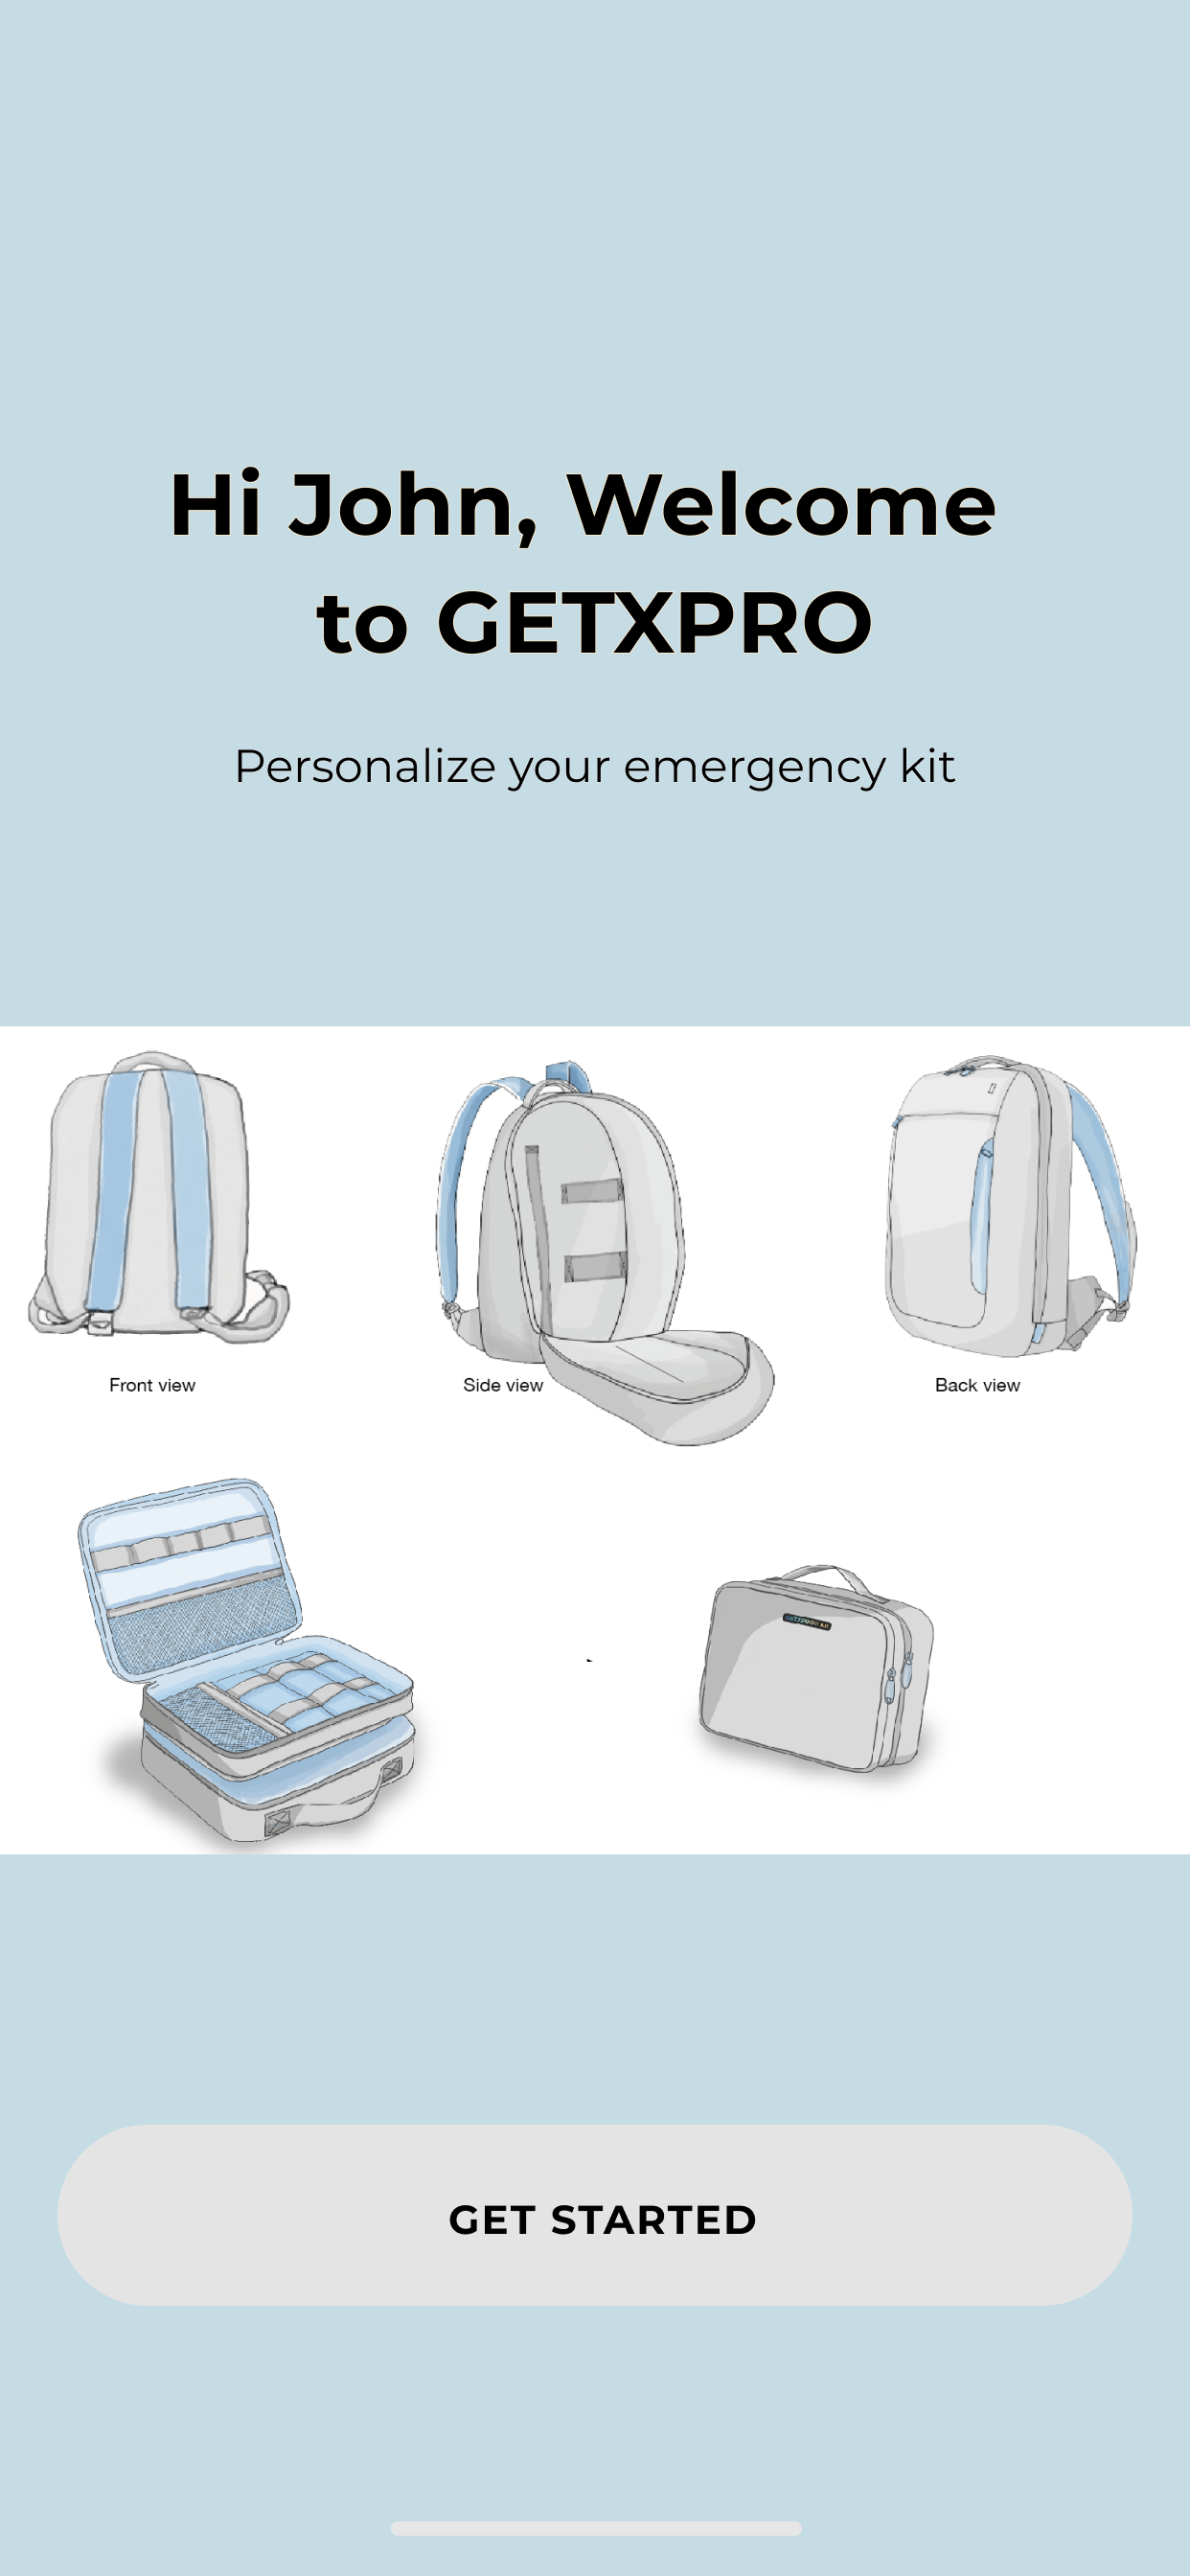 Hi John, Welcome
to GETXPRO
Personalize your emergency kit
Front view
Side view
Back view
GET STARTED